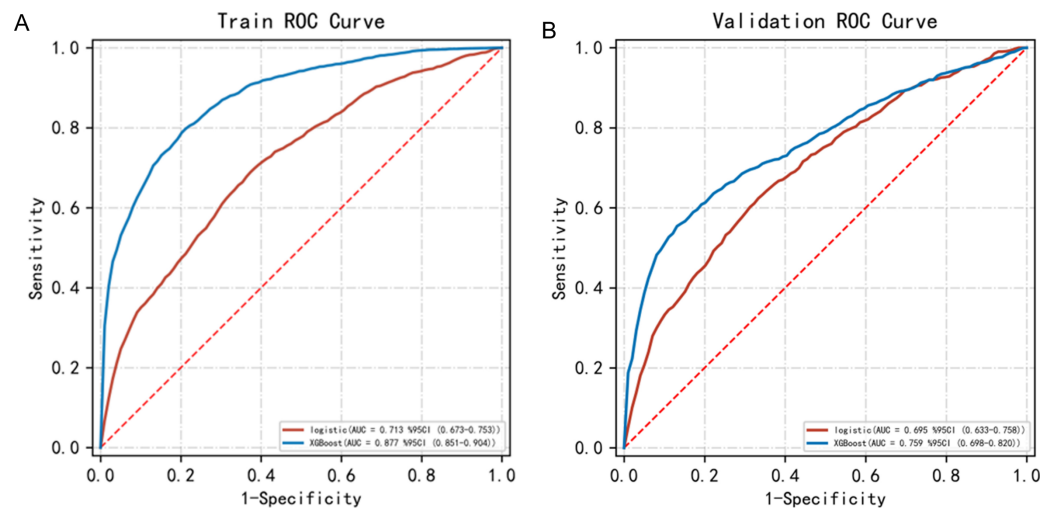 A
Train ROC Curve
1.0
0.8
0.6
0.4
0.2
0.0
Sensitivity
logistic(AUC = 0.713 %95CI (0.673-0.753))
XGBoost(AUC = 0.877 %95CI (0.851-0.904))
0.0 0.2 0.4 0.6 0.8 1.0
1-Specificity
B
Validation ROC Curve
1.0
0.8
0.6
0.4
0.2
0.0
Sensitivity
logistic(AUC = 0.695 %95CI (0.633-0.758))
XGBoost(AUC = 0.759 %95CI (0.698-0.820))
0.0 0.2 0.4 0.6 0.8 1.0
1-Specificity